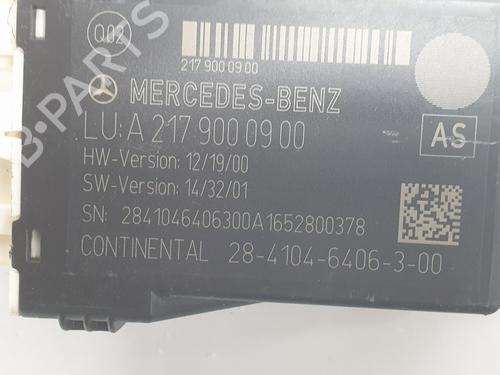 Q02
217 900 09 00
MERCEDES-BENZ
LU: A 217 900 09 00
AS
HW-Version: 12/19/00
SW-Version: 14/32/01
SN: 2841046406300A1652800378
CONTINENTAL 28-4104-6406-3-00
B-PARTS